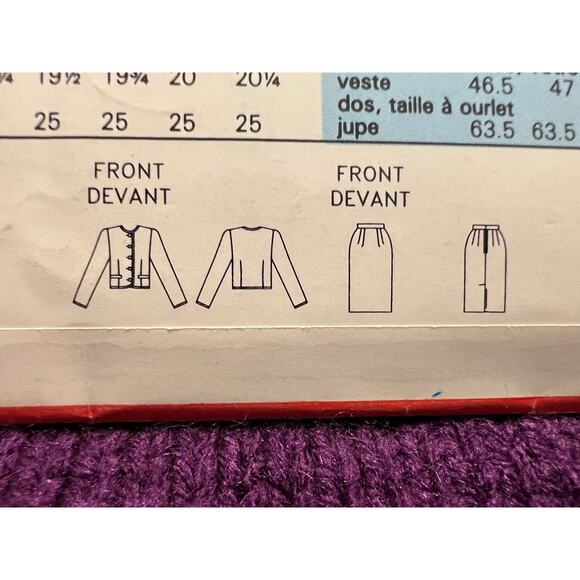 19½ 19¾ 20 20¼
25 25 25 25
veste 46.5 47
dos, taille à ourlet
jupe 63.5 63.5
FRONT
DEVANT
FRONT
DEVANT